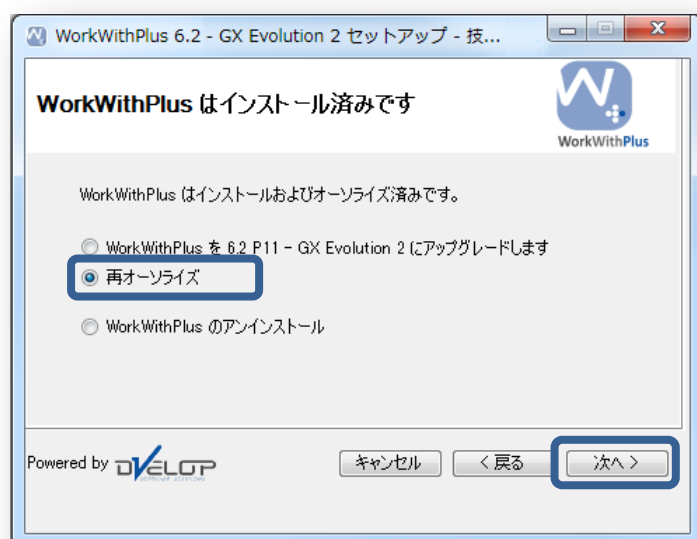 WorkWithPlus 6.2 - GX Evolution 2 セットアップ - 技...
WorkWithPlus はインストール済みです
WorkWithPlus
WorkWithPlus はインストールおよびオーソライズ済みです。
WorkWithPlus を 6.2 P11 - GX Evolution 2 にアップグレードします
再オーソライズ
WorkWithPlus のアンインストール
Powered by DVELOP
SOFTWARE SOLUTIONS
キャンセル
< 戻る
次へ >